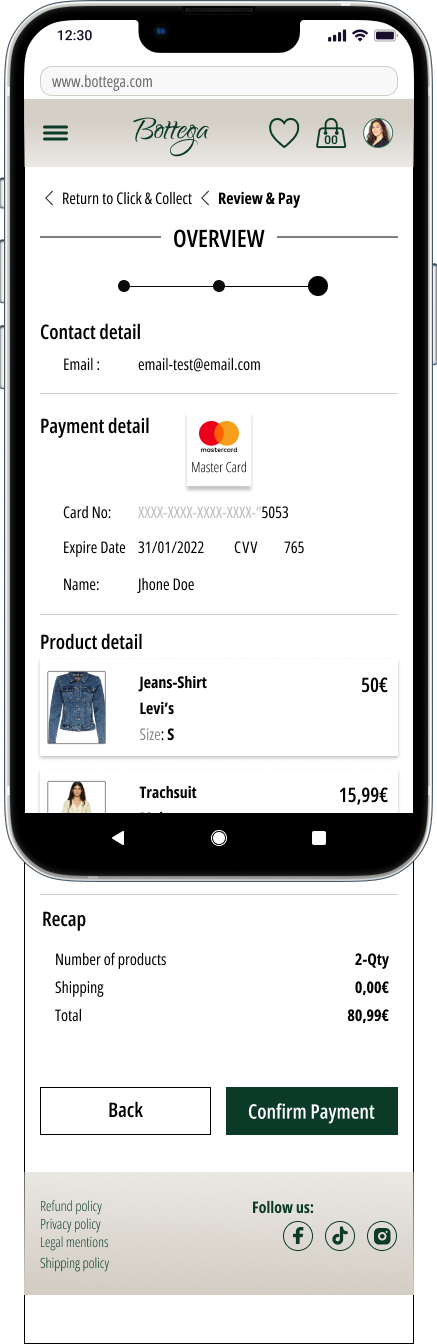 12:30
www.bottega.com
Bottega
00
Return to Click & Collect Review & Pay
OVERVIEW
Contact detail
Email : email-test@email.com
Payment detail
mastercard
Master Card
Card No: XXXX-XXXX-XXXX-XXXX-"5053
Expire Date 31/01/2022 CVV 765
Name: Jhone Doe
Product detail
Jeans-Shirt 50€
Levi's
Size: S
Trachsuit 15,99€
Recap
Number of products 2-Qty
Shipping 0,00€
Total 80,99€
Back Confirm Payment
Refund policy Follow us:
Privacy policy
Legal mentions
Shipping policy